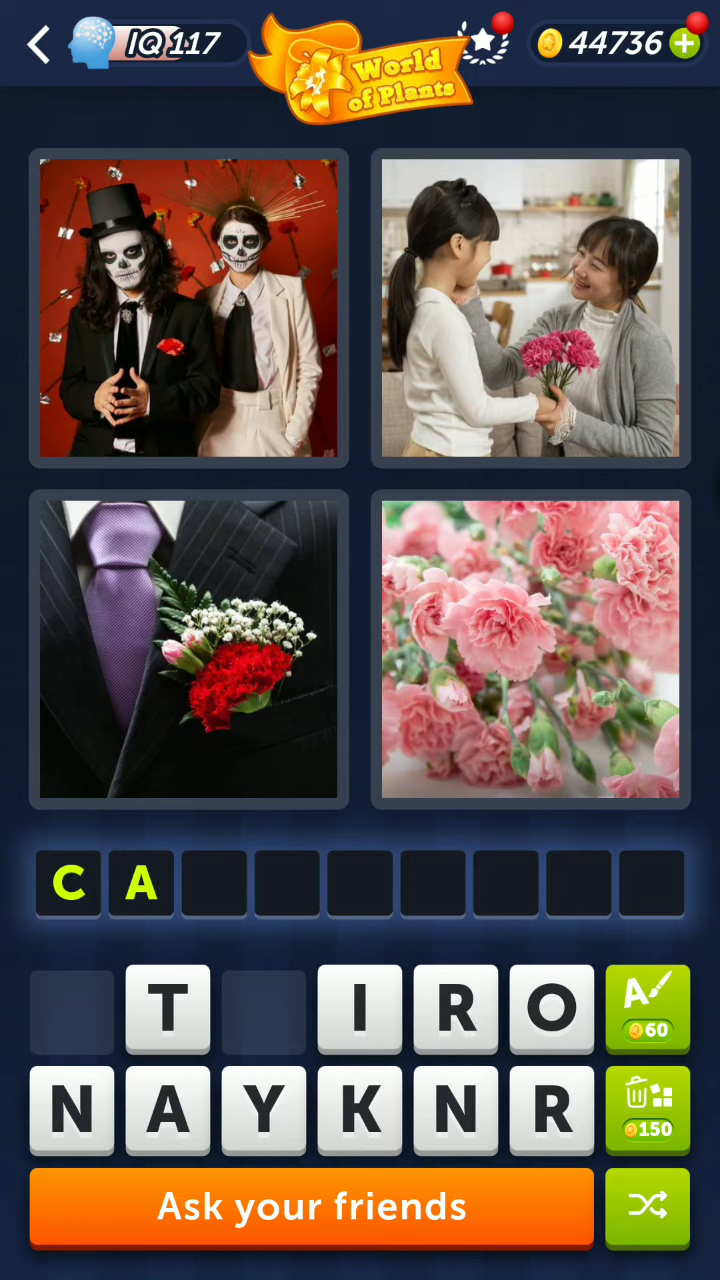 IQ 117
World
of Plants
44736
C A
T I R O
A
60
N A Y K N R
150
Ask your friends